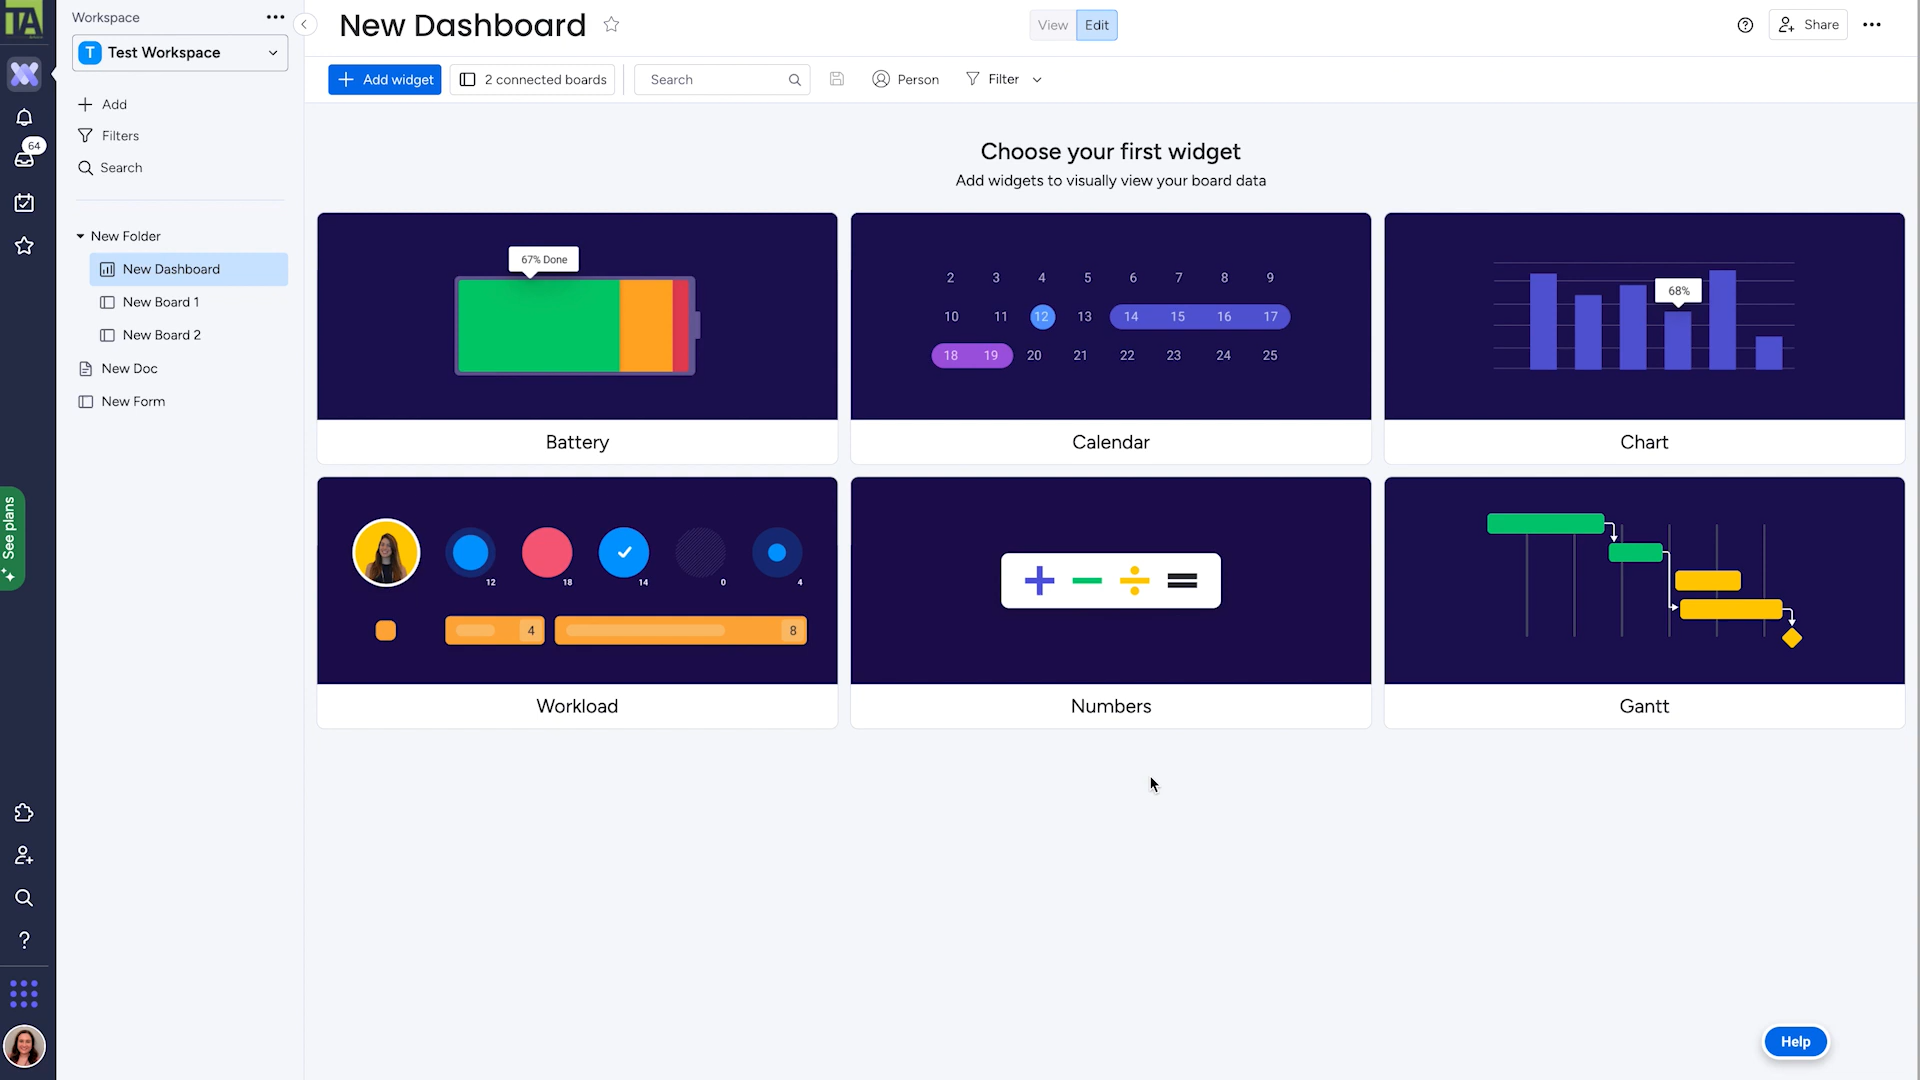 TA
Workspace
Test Workspace
T
Add
Filters
Search
64
New Folder
New Dashboard
New Board 1
New Board 2
New Doc
New Form
See plans
New Dashboard
View
Edit
Share
Add widget
2 connected boards
Search
Person
Filter
Choose your first widget
Add widgets to visually view your board data
67% Done
Battery
2 3 4 5 6 7 8 9
10 11 12 13 14 15 16 17
18 19 20 21 22 23 24 25
Calendar
68%
Chart
12 18 14 0 4
4 8
Workload
+ − ÷ =
Numbers
Gantt
Help